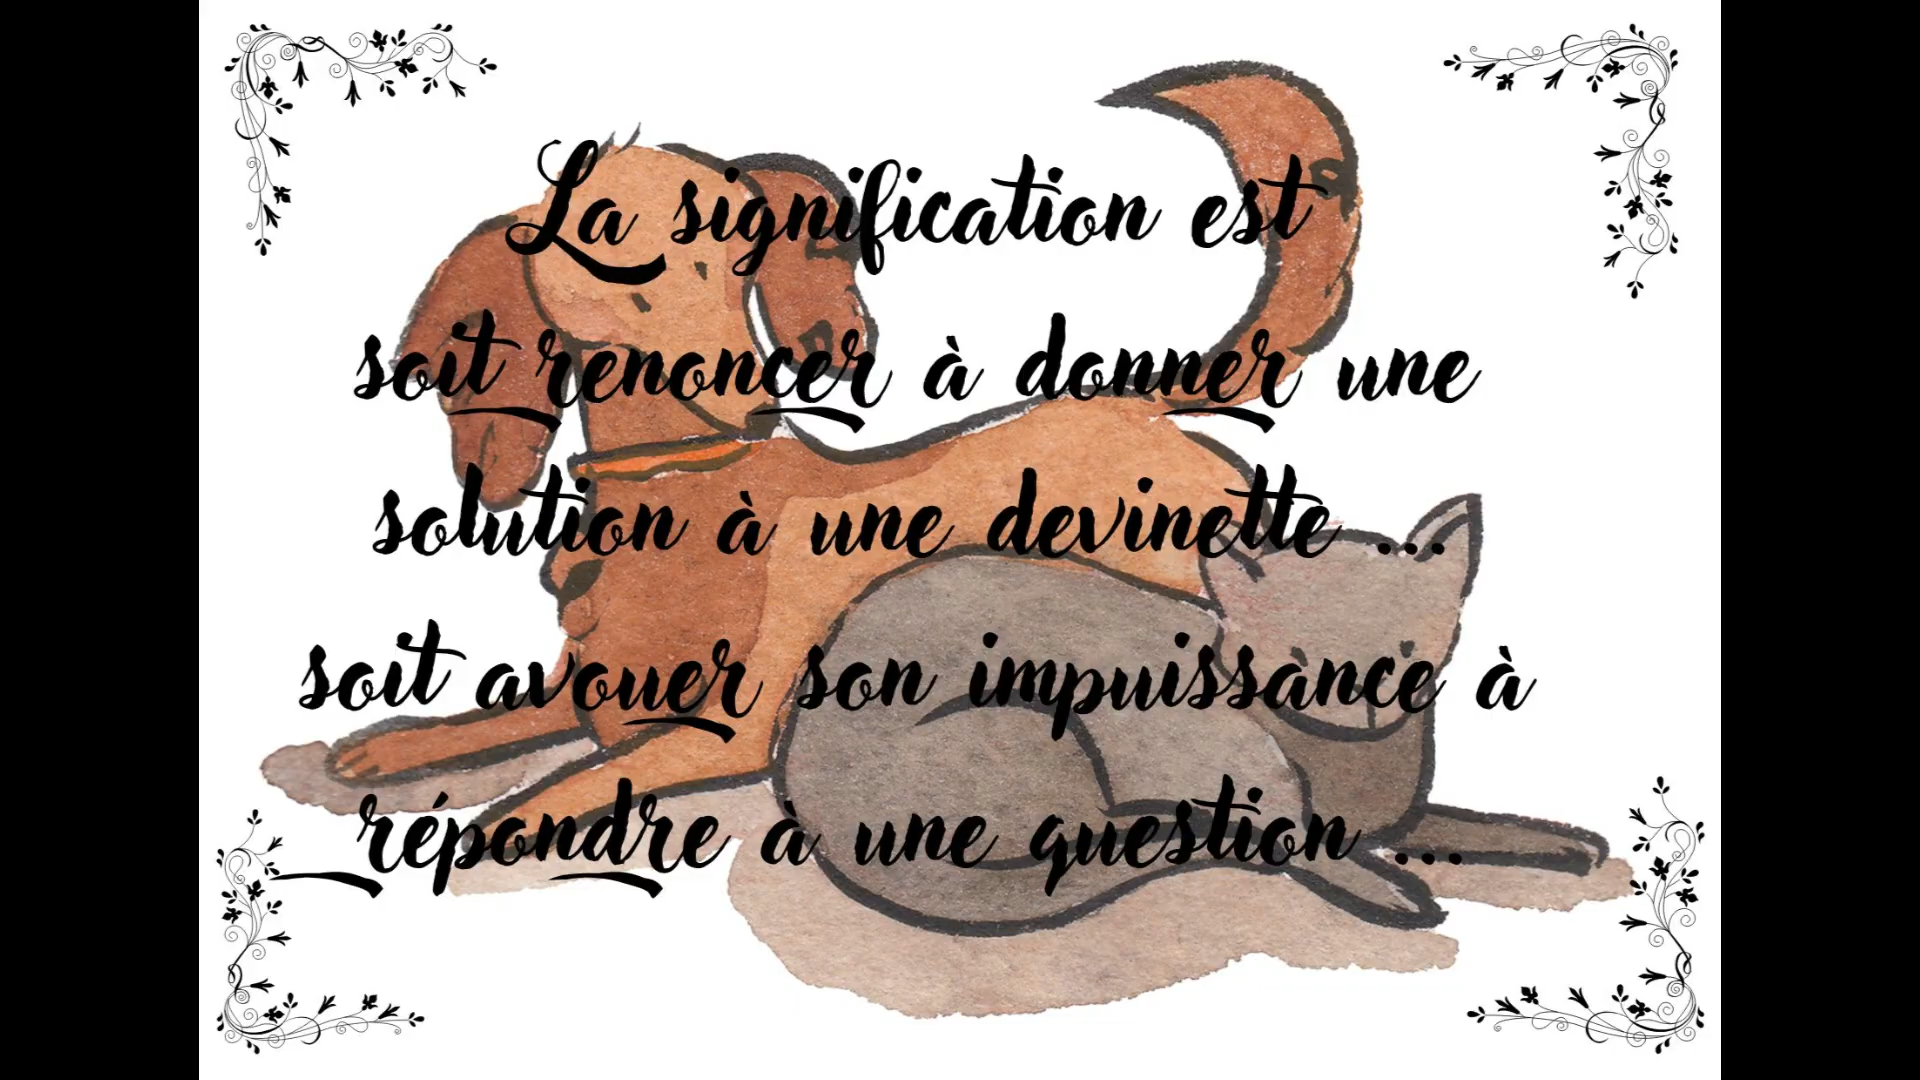 La signification est
soit renoncer à donner une
solution à une devinette ...
soit avouer son impuissance à
répondre à une question ...